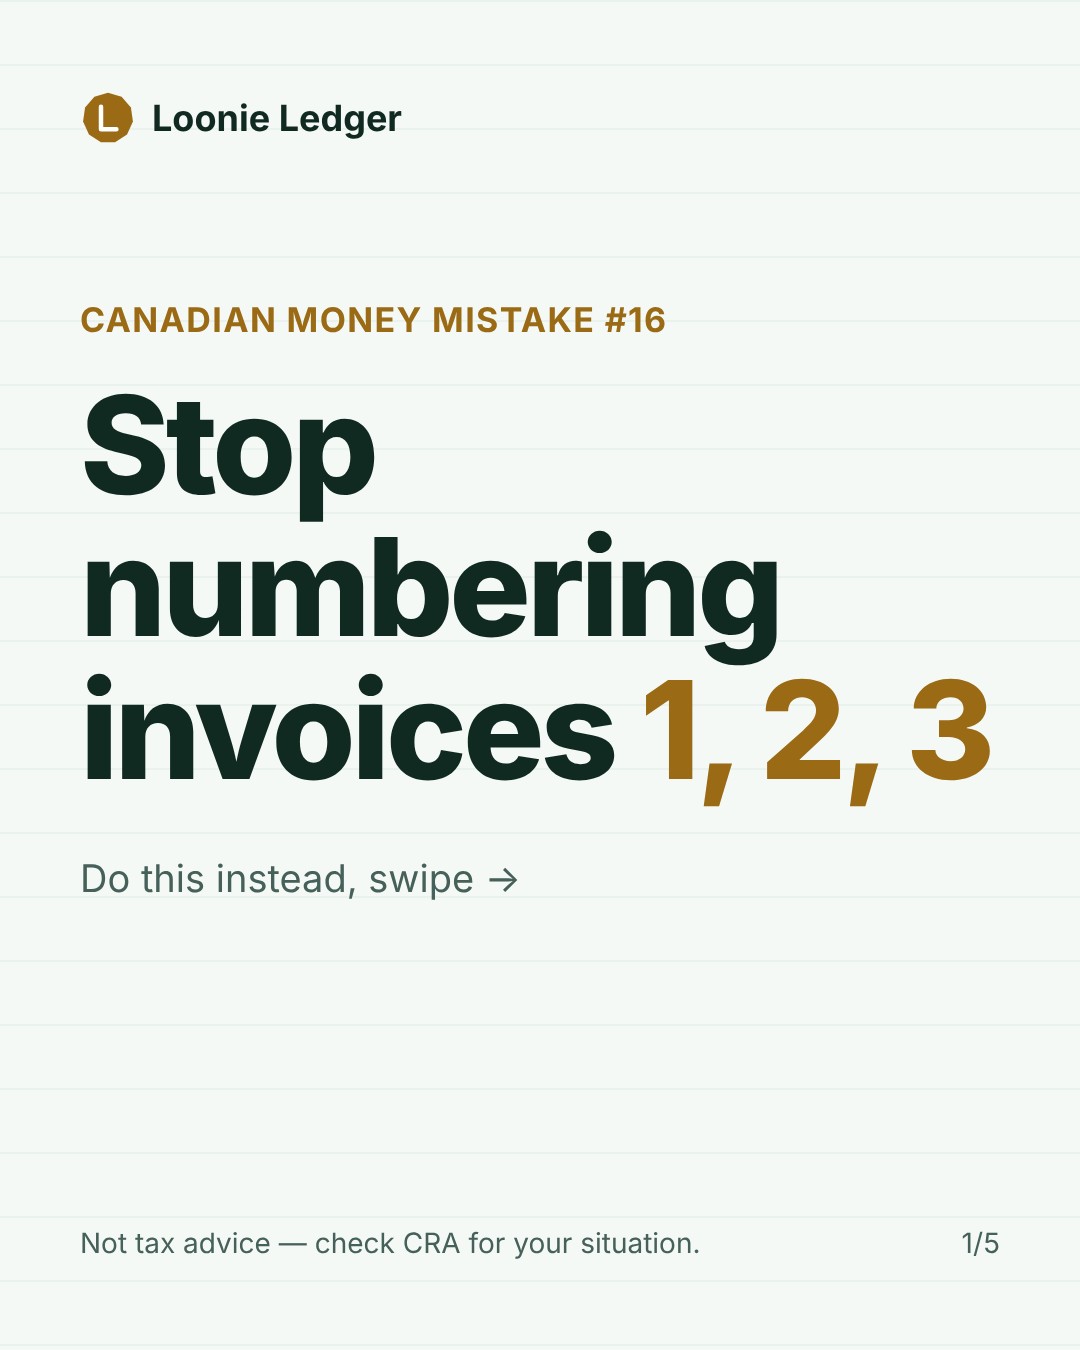 L
Loonie Ledger
CANADIAN MONEY MISTAKE #16
Stop
numbering
invoices 1, 2, 3
Do this instead, swipe →
Not tax advice — check CRA for your situation.
1/5